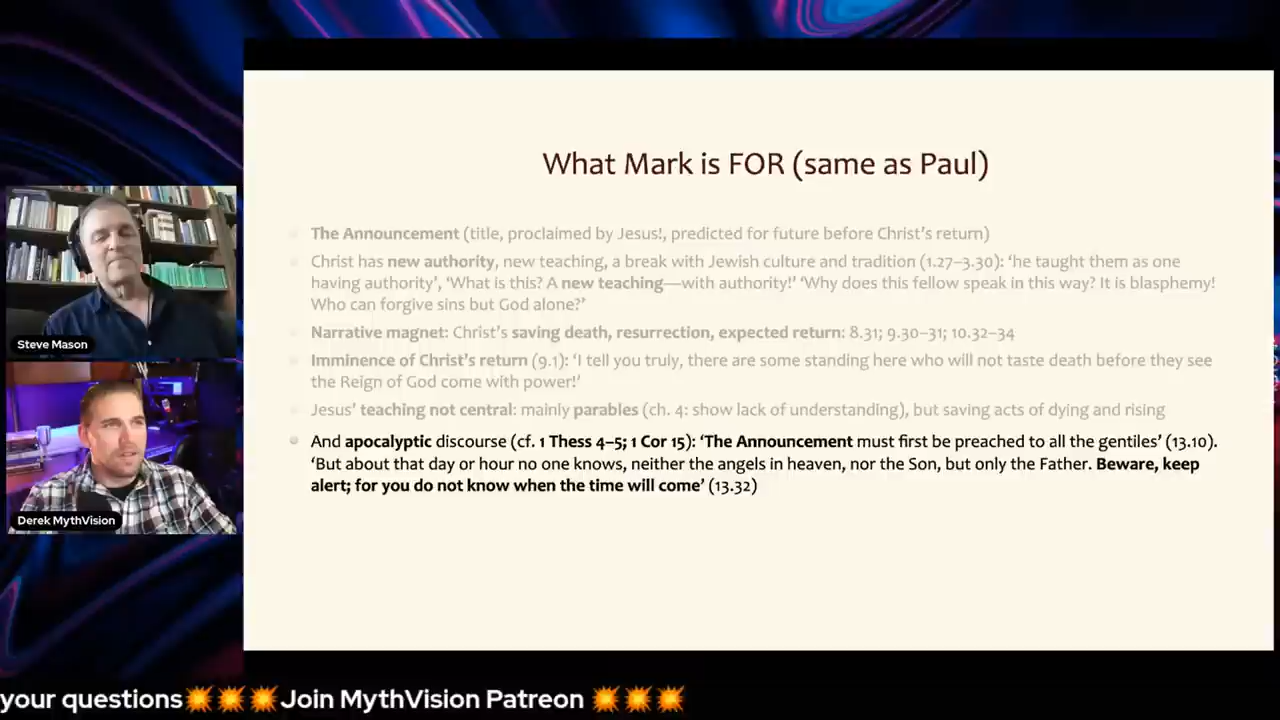 What Mark is FOR (same as Paul)
The Announcement (title, proclaimed by Jesus!, predicted for future before Christ's return)
Christ has new authority, new teaching, a break with Jewish culture and tradition (1.27–3.30): 'he taught them as one
having authority', 'What is this? A new teaching—with authority!' 'Why does this fellow speak in this way? It is blasphemy!
Who can forgive sins but God alone?'
Narrative magnet: Christ's saving death, resurrection, expected return: 8.31; 9.30–31; 10.32–34
Imminence of Christ's return (9.1): 'I tell you truly, there are some standing here who will not taste death before they see
the Reign of God come with power!'
Jesus' teaching not central: mainly parables (ch. 4: show lack of understanding), but saving acts of dying and rising
And apocalyptic discourse (cf. 1 Thess 4–5; 1 Cor 15): 'The Announcement must first be preached to all the gentiles' (13.10).
'But about that day or hour no one knows, neither the angels in heaven, nor the Son, but only the Father. Beware, keep
alert; for you do not know when the time will come' (13.32)
Steve Mason
Derek MythVision
your questions💥💥💥Join MythVision Patreon 💥💥💥